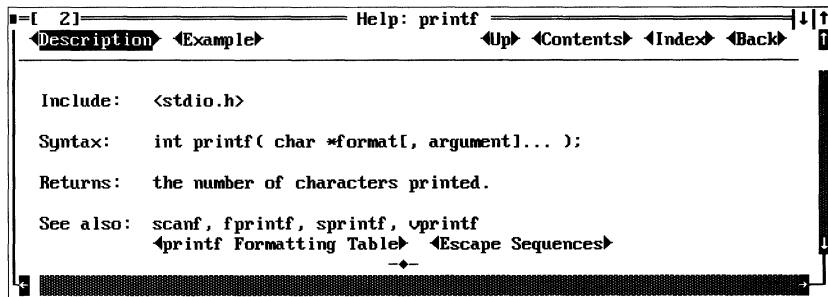 [ 2] Help: printf
◄Description► ◄Example► ◄Up► ◄Contents► ◄Index► ◄Back►
Include: <stdio.h>
Syntax: int printf( char *format[, argument]... );
Returns: the number of characters printed.
See also: scanf, fprintf, sprintf, vprintf
◄printf Formatting Table► ◄Escape Sequences►